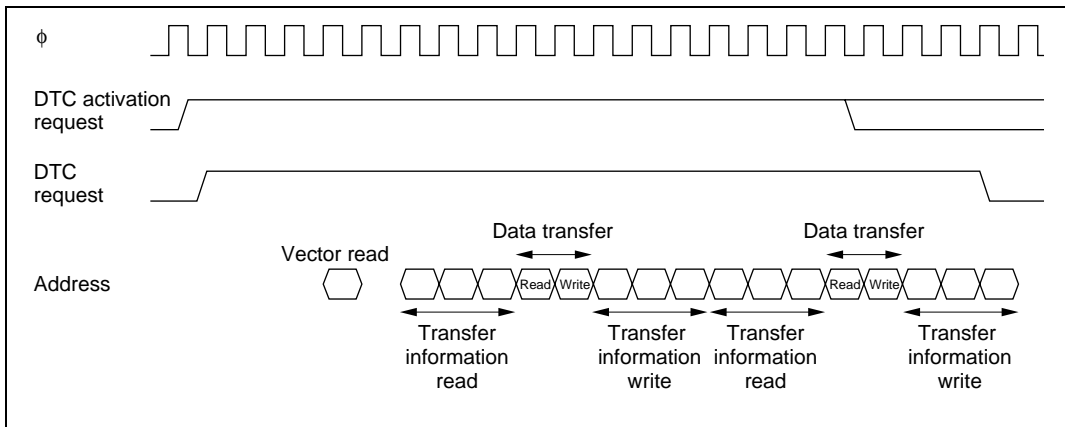 φ
DTC activation
request
DTC
request
Data transfer
Data transfer
Vector read
Address
Read
Write
Read
Write
Transfer
information
read
Transfer
information
write
Transfer
information
read
Transfer
information
write